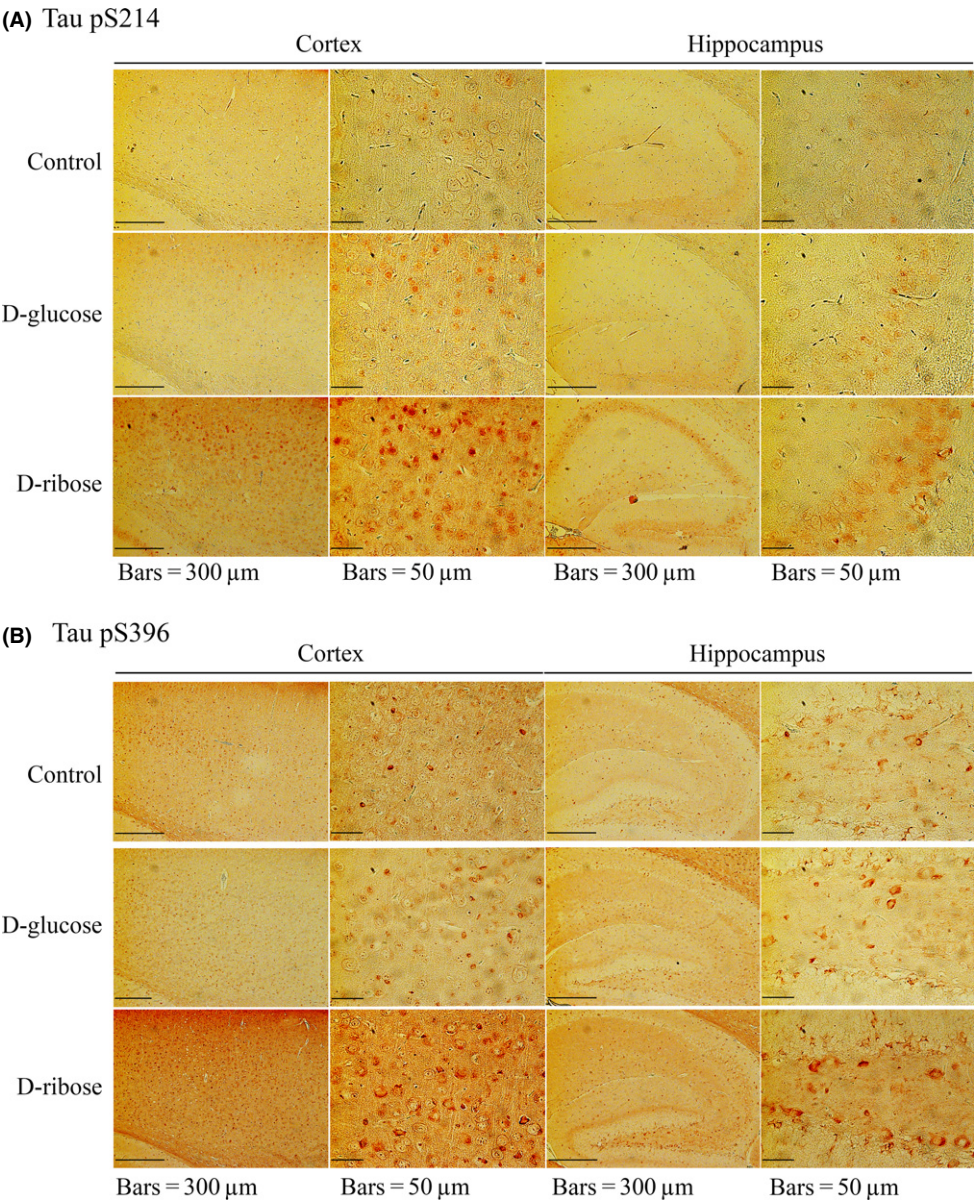 (A) Tau pS214
Cortex Hippocampus
Control
D-glucose
D-ribose
Bars = 300 µm Bars = 50 µm Bars = 300 µm Bars = 50 µm
(B) Tau pS396
Cortex Hippocampus
Control
D-glucose
D-ribose
Bars = 300 µm Bars = 50 µm Bars = 300 µm Bars = 50 µm